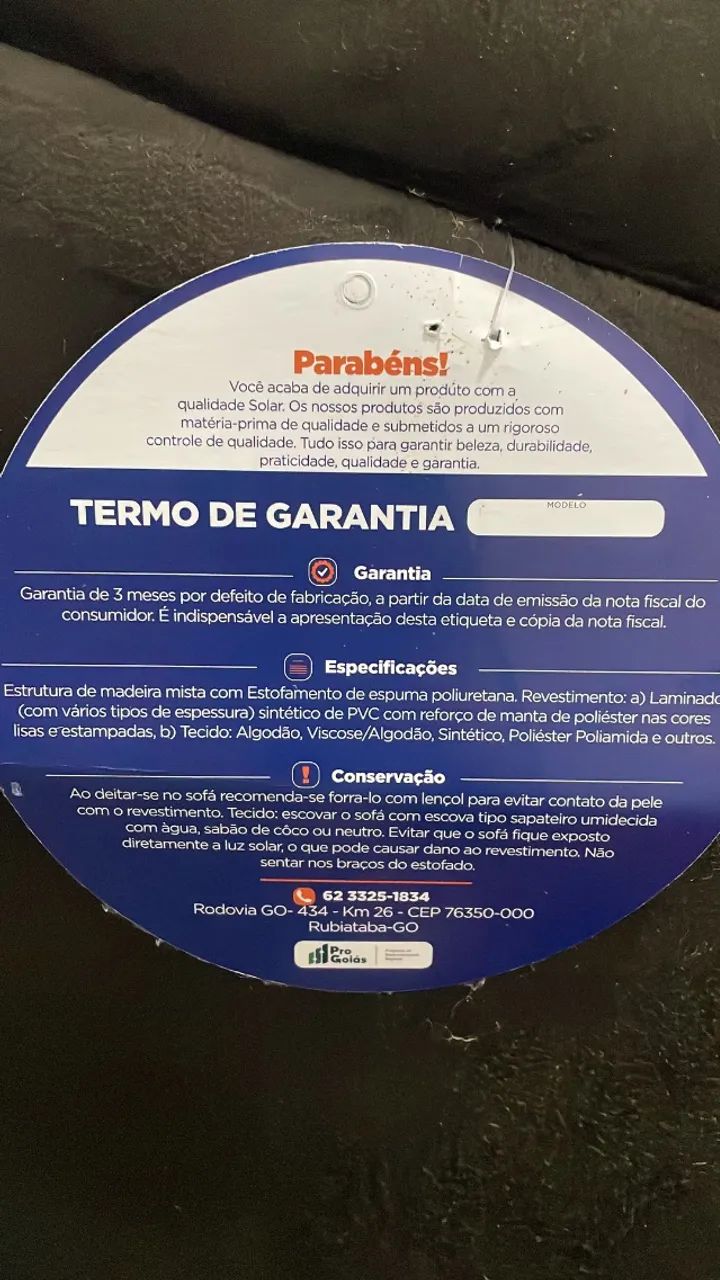 Parabéns!
Você acaba de adquirir um produto com a
qualidade Solar. Os nossos produtos são produzidos com
matéria-prima de qualidade e submetidos a um rigoroso
controle de qualidade. Tudo isso para garantir beleza, durabilidade,
praticidade, qualidade e garantia.
TERMO DE GARANTIA
MODELO
Garantia
Garantia de 3 meses por defeito de fabricação, a partir da data de emissão da nota fiscal do
consumidor. É indispensável a apresentação desta etiqueta e cópia da nota fiscal.
Especificações
Estrutura de madeira mista com Estofamento de espuma poliuretana. Revestimento: a) Laminado
(com vários tipos de espessura) sintético de PVC com reforço de manta de poliéster nas cores
lisas e estampadas, b) Tecido: Algodão, Viscose/Algodão, Sintético, Poliéster Poliamida e outros.
Conservação
Ao deitar-se no sofá recomenda-se forra-lo com lençol para evitar contato da pele
com o revestimento. Tecido: escovar o sofá com escova tipo sapateiro umidecida
com àgua, sabão de côco ou neutro. Evitar que o sofá fique exposto
diretamente a luz solar, o que pode causar dano ao revestimento. Não
sentar nos braços do estofado.
62 3325-1834
Rodovia GO- 434 - Km 26 - CEP 76350-000
Rubiataba-GO
Pro
Goiás